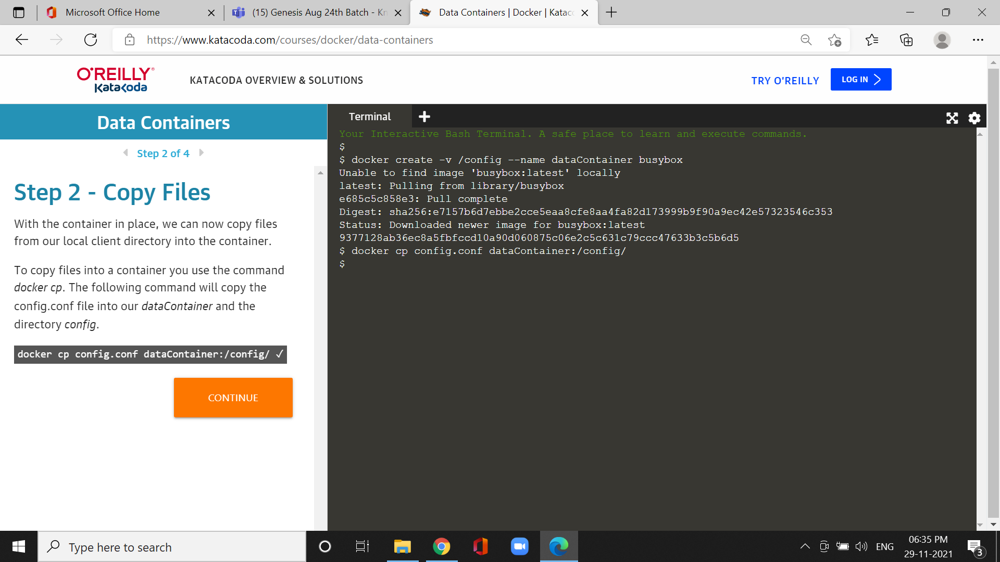 Microsoft Office Home
(15) Genesis Aug 24th Batch - Kn
Data Containers | Docker | Kataco
https://www.katacoda.com/courses/docker/data-containers
O'REILLY®
Katacoda
KATACODA OVERVIEW & SOLUTIONS
TRY O'REILLY
LOG IN
Data Containers
Step 2 of 4
Step 2 - Copy Files
With the container in place, we can now copy files
from our local client directory into the container.
To copy files into a container you use the command
docker cp. The following command will copy the
config.conf file into our dataContainer and the
directory config.
docker cp config.conf dataContainer:/config/ ✓
CONTINUE
Terminal
Your Interactive Bash Terminal. A safe place to learn and execute commands.
$
$ docker create -v /config --name dataContainer busybox
Unable to find image 'busybox:latest' locally
latest: Pulling from library/busybox
e685c5c858e3: Pull complete
Digest: sha256:e7157b6d7ebbe2cce5eaa8cfe8aa4fa82d173999b9f90a9ec42e57323546c353
Status: Downloaded newer image for busybox:latest
9377128ab36ec8a5fbfccd10a90d060875c06e2c5c631c79ccc47633b3c5b6d5
$ docker cp config.conf dataContainer:/config/
$
Type here to search
ENG
06:35 PM
29-11-2021
3